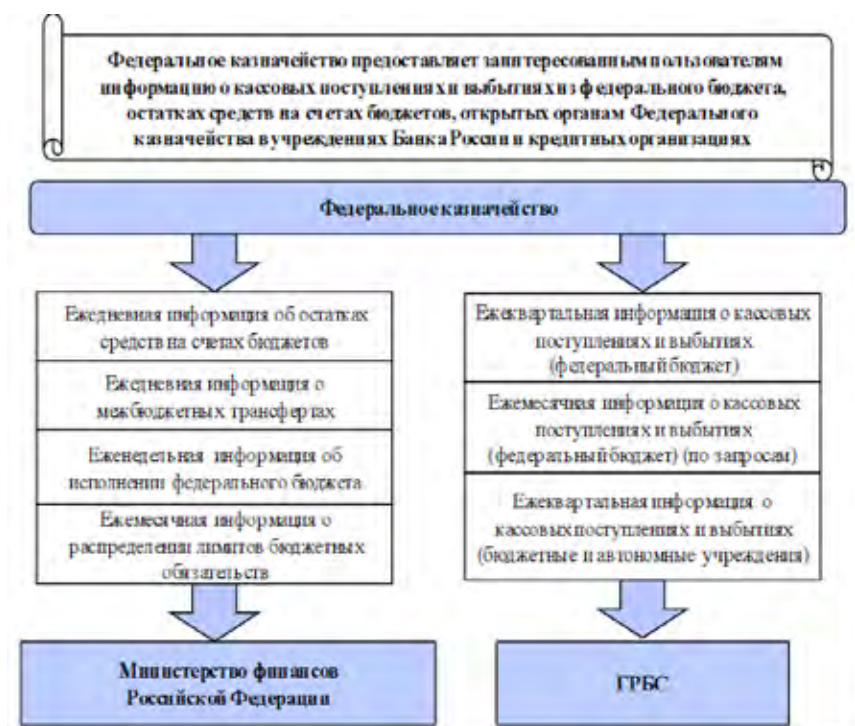 Федеральное казначейство предоставляет заинтересованным пользователям
информацию о кассовых поступлениях и выбытиях из федерального бюджета,
остатках средств на счетах бюджетов, открытых органам Федерального
казначейства в учреждениях Банка России и кредитных организациях
Федеральное казначейство
Ежедневная информация об остатках
средств на счетах бюджетов
Ежедневная информация о
межбюджетных трансфертах
Еженедельная информация об
исполнении федерального бюджета
Ежемесячная информация о
распределении лимитов бюджетных
обязательств
Министерство финансов
Российской Федерации
Ежеквартальная информация о кассовых
поступлениях и выбытиях
(федеральный бюджет)
Ежемесячная информация о кассовых
поступлениях и выбытиях
(федеральный бюджет) (по запросам)
Ежеквартальная информация о
кассовых поступлениях и выбытиях
(бюджетные и автономные учреждения)
ГРБС